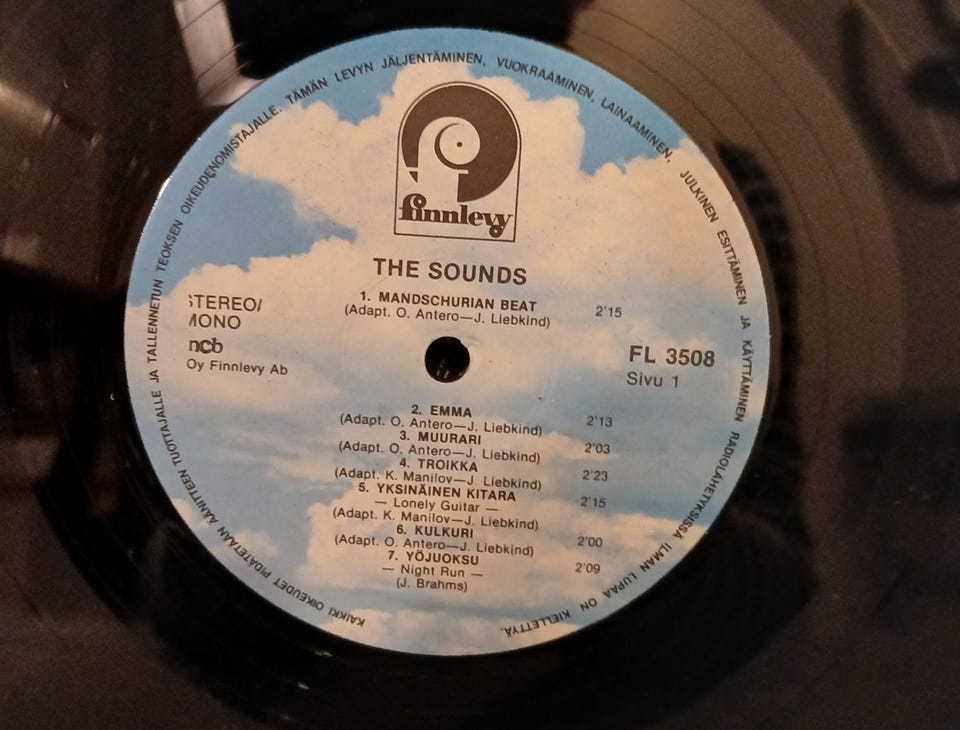 KAIKKI OIKEUDET PIDÄTETÄÄN ÄÄNITTEEN TUOTTAJALLE JA TALLENNETUN TEOKSEN OIKEUDENOMISTAJALLE. TÄMÄN LEVYN JÄLJENTÄMINEN, VUOKRAAMINEN, LAINAAMINEN, JULKINEN ESITTÄMINEN JA KÄYTTÄMINEN RADIOLÄHETYKSISSÄ ILMAN LUPAA ON KIELLETTYÄ.
finnlevy
THE SOUNDS
1. MANDSCHURIAN BEAT 2'15
(Adapt. O. Antero—J. Liebkind)
STEREO/
MONO
ncb
Oy Finnlevy Ab
FL 3508
Sivu 1
2. EMMA 2'13
(Adapt. O. Antero—J. Liebkind)
3. MUURARI 2'03
(Adapt. O. Antero—J. Liebkind)
4. TROIKKA 2'23
(Adapt. K. Manilov—J. Liebkind)
5. YKSINÄINEN KITARA 2'15
— Lonely Guitar —
(Adapt. K. Manilov—J. Liebkind)
6. KULKURI 2'00
(Adapt. O. Antero—J. Liebkind)
7. YÖJUOKSU 2'09
— Night Run —
(J. Brahms)